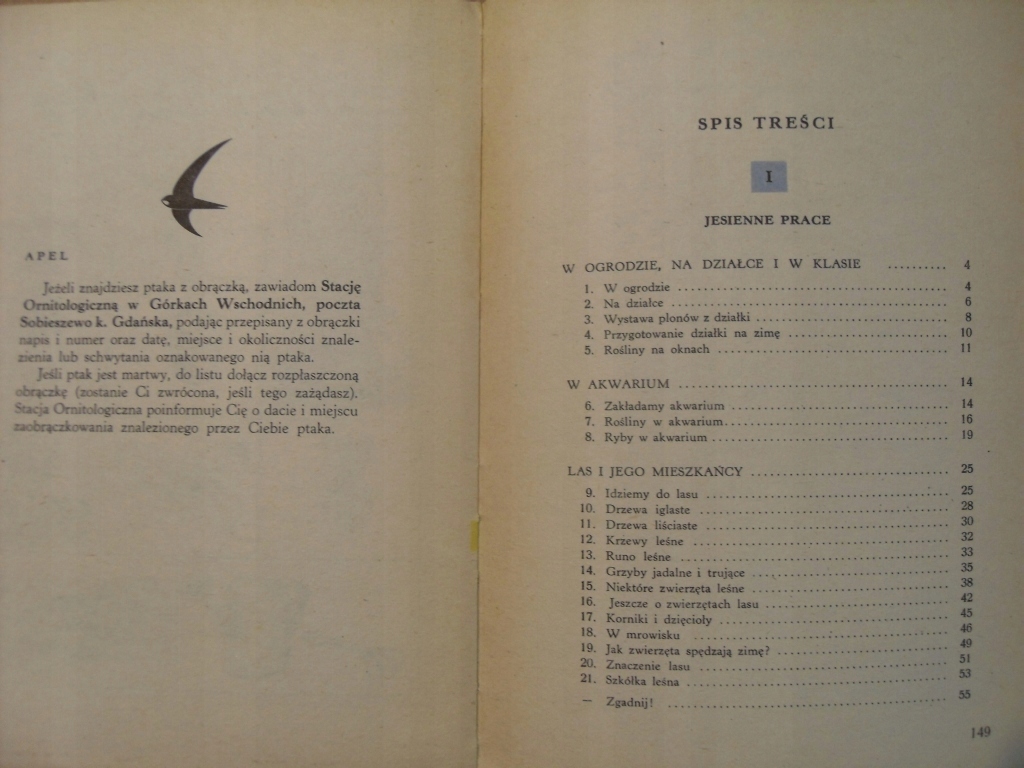 APEL
Jeżeli znajdziesz ptaka z obrączką, zawiadom Stację
Ornitologiczną w Górkach Wschodnich, poczta
Sobieszewo k. Gdańska, podając przepisany z obrączki
napis i numer oraz datę, miejsce i okoliczności znale-
zienia lub schwytania oznakowanego nią ptaka.
Jeśli ptak jest martwy, do listu dołącz rozpłaszczoną
obrączkę (zostanie Ci zwrócona, jeśli tego zażądasz).
Stacja Ornitologiczna poinformuje Cię o dacie i miejscu
zaobrączkowania znalezionego przez Ciebie ptaka.
SPIS TREŚCI
I
JESIENNE PRACE
W OGRODZIE, NA DZIAŁCE I W KLASIE .......... 4
1. W ogrodzie .......... 4
2. Na działce .......... 6
3. Wystawa plonów z działki .......... 8
4. Przygotowanie działki na zimę .......... 10
5. Rośliny na oknach .......... 11
W AKWARIUM .......... 14
6. Zakładamy akwarium .......... 14
7. Rośliny w akwarium .......... 16
8. Ryby w akwarium .......... 19
LAS I JEGO MIESZKAŃCY .......... 25
9. Idziemy do lasu .......... 25
10. Drzewa iglaste .......... 28
11. Drzewa liściaste .......... 30
12. Krzewy leśne .......... 32
13. Runo leśne .......... 33
14. Grzyby jadalne i trujące .......... 35
15. Niektóre zwierzęta leśne .......... 38
16. Jeszcze o zwierzętach lasu .......... 42
17. Korniki i dzięcioły .......... 45
18. W mrowisku .......... 46
19. Jak zwierzęta spędzają zimę? .......... 49
20. Znaczenie lasu .......... 51
21. Szkółka leśna .......... 53
— Zgadnij! .......... 55
149